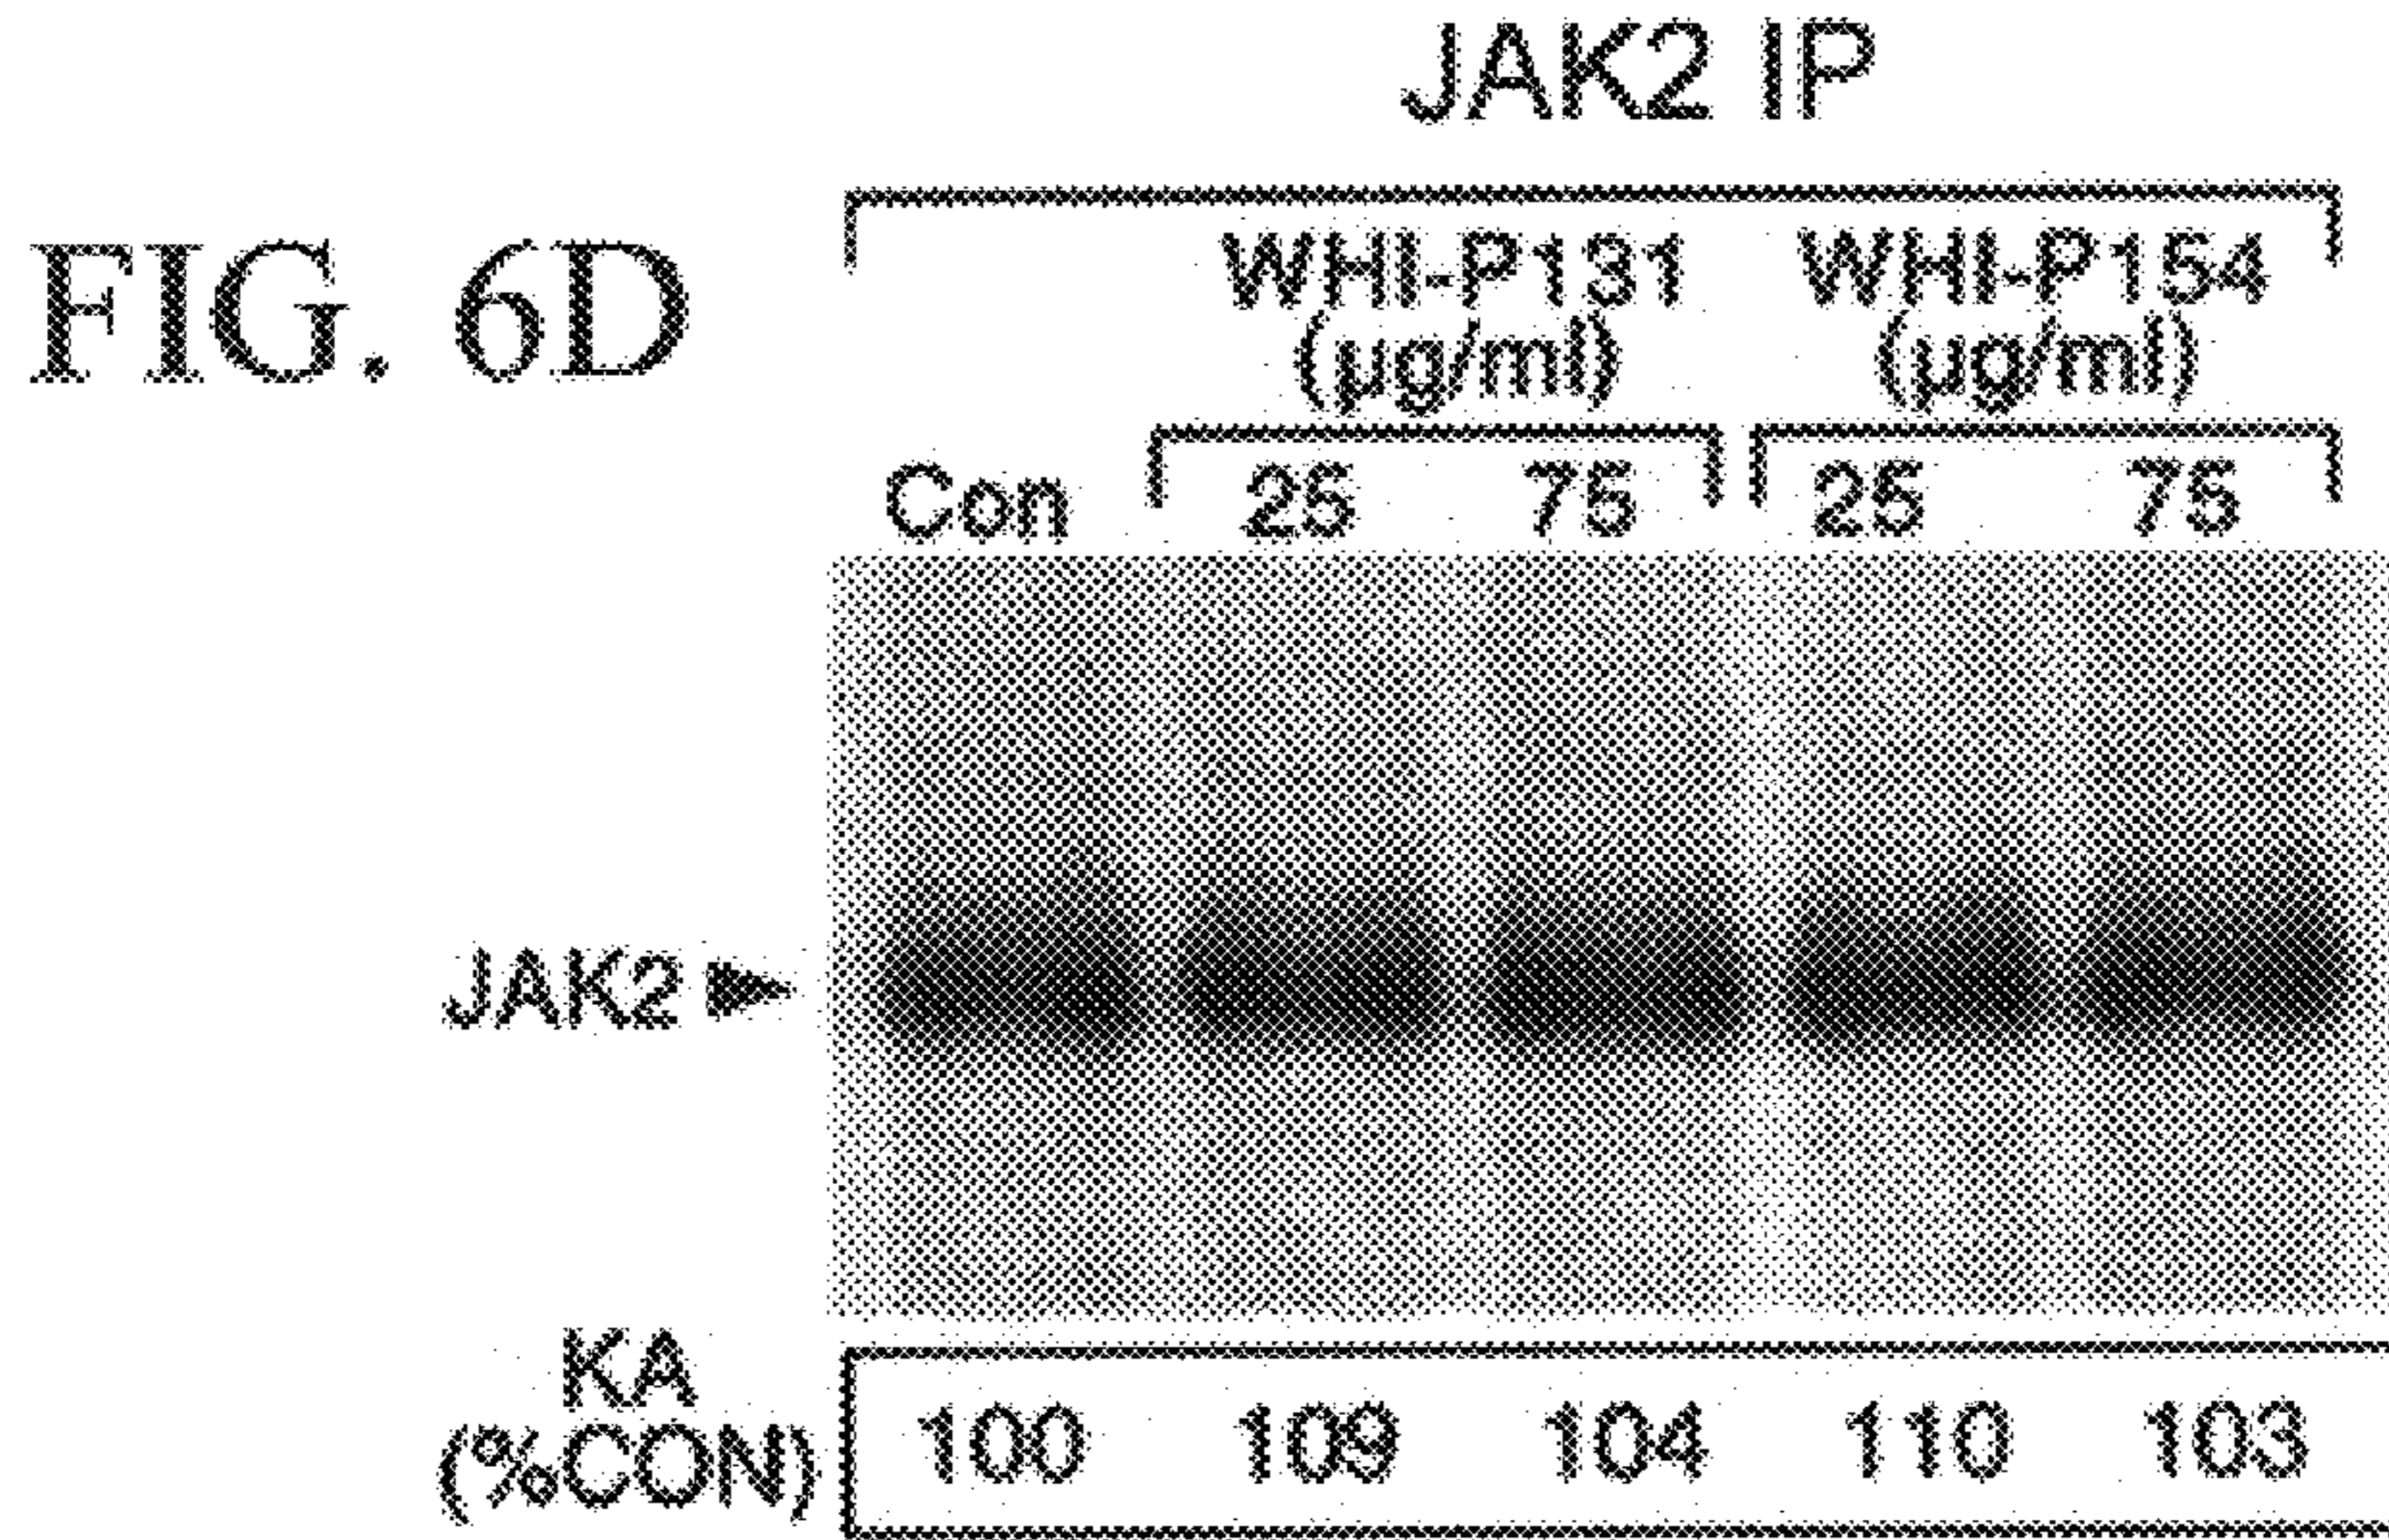 JAK2 IP
FIG. 6D
WHI-P131 WHI-P154
(µg/ml) (µg/ml)
Con 25 75 25 75
JAK2
KA
(%CON) 100 109 104 110 103